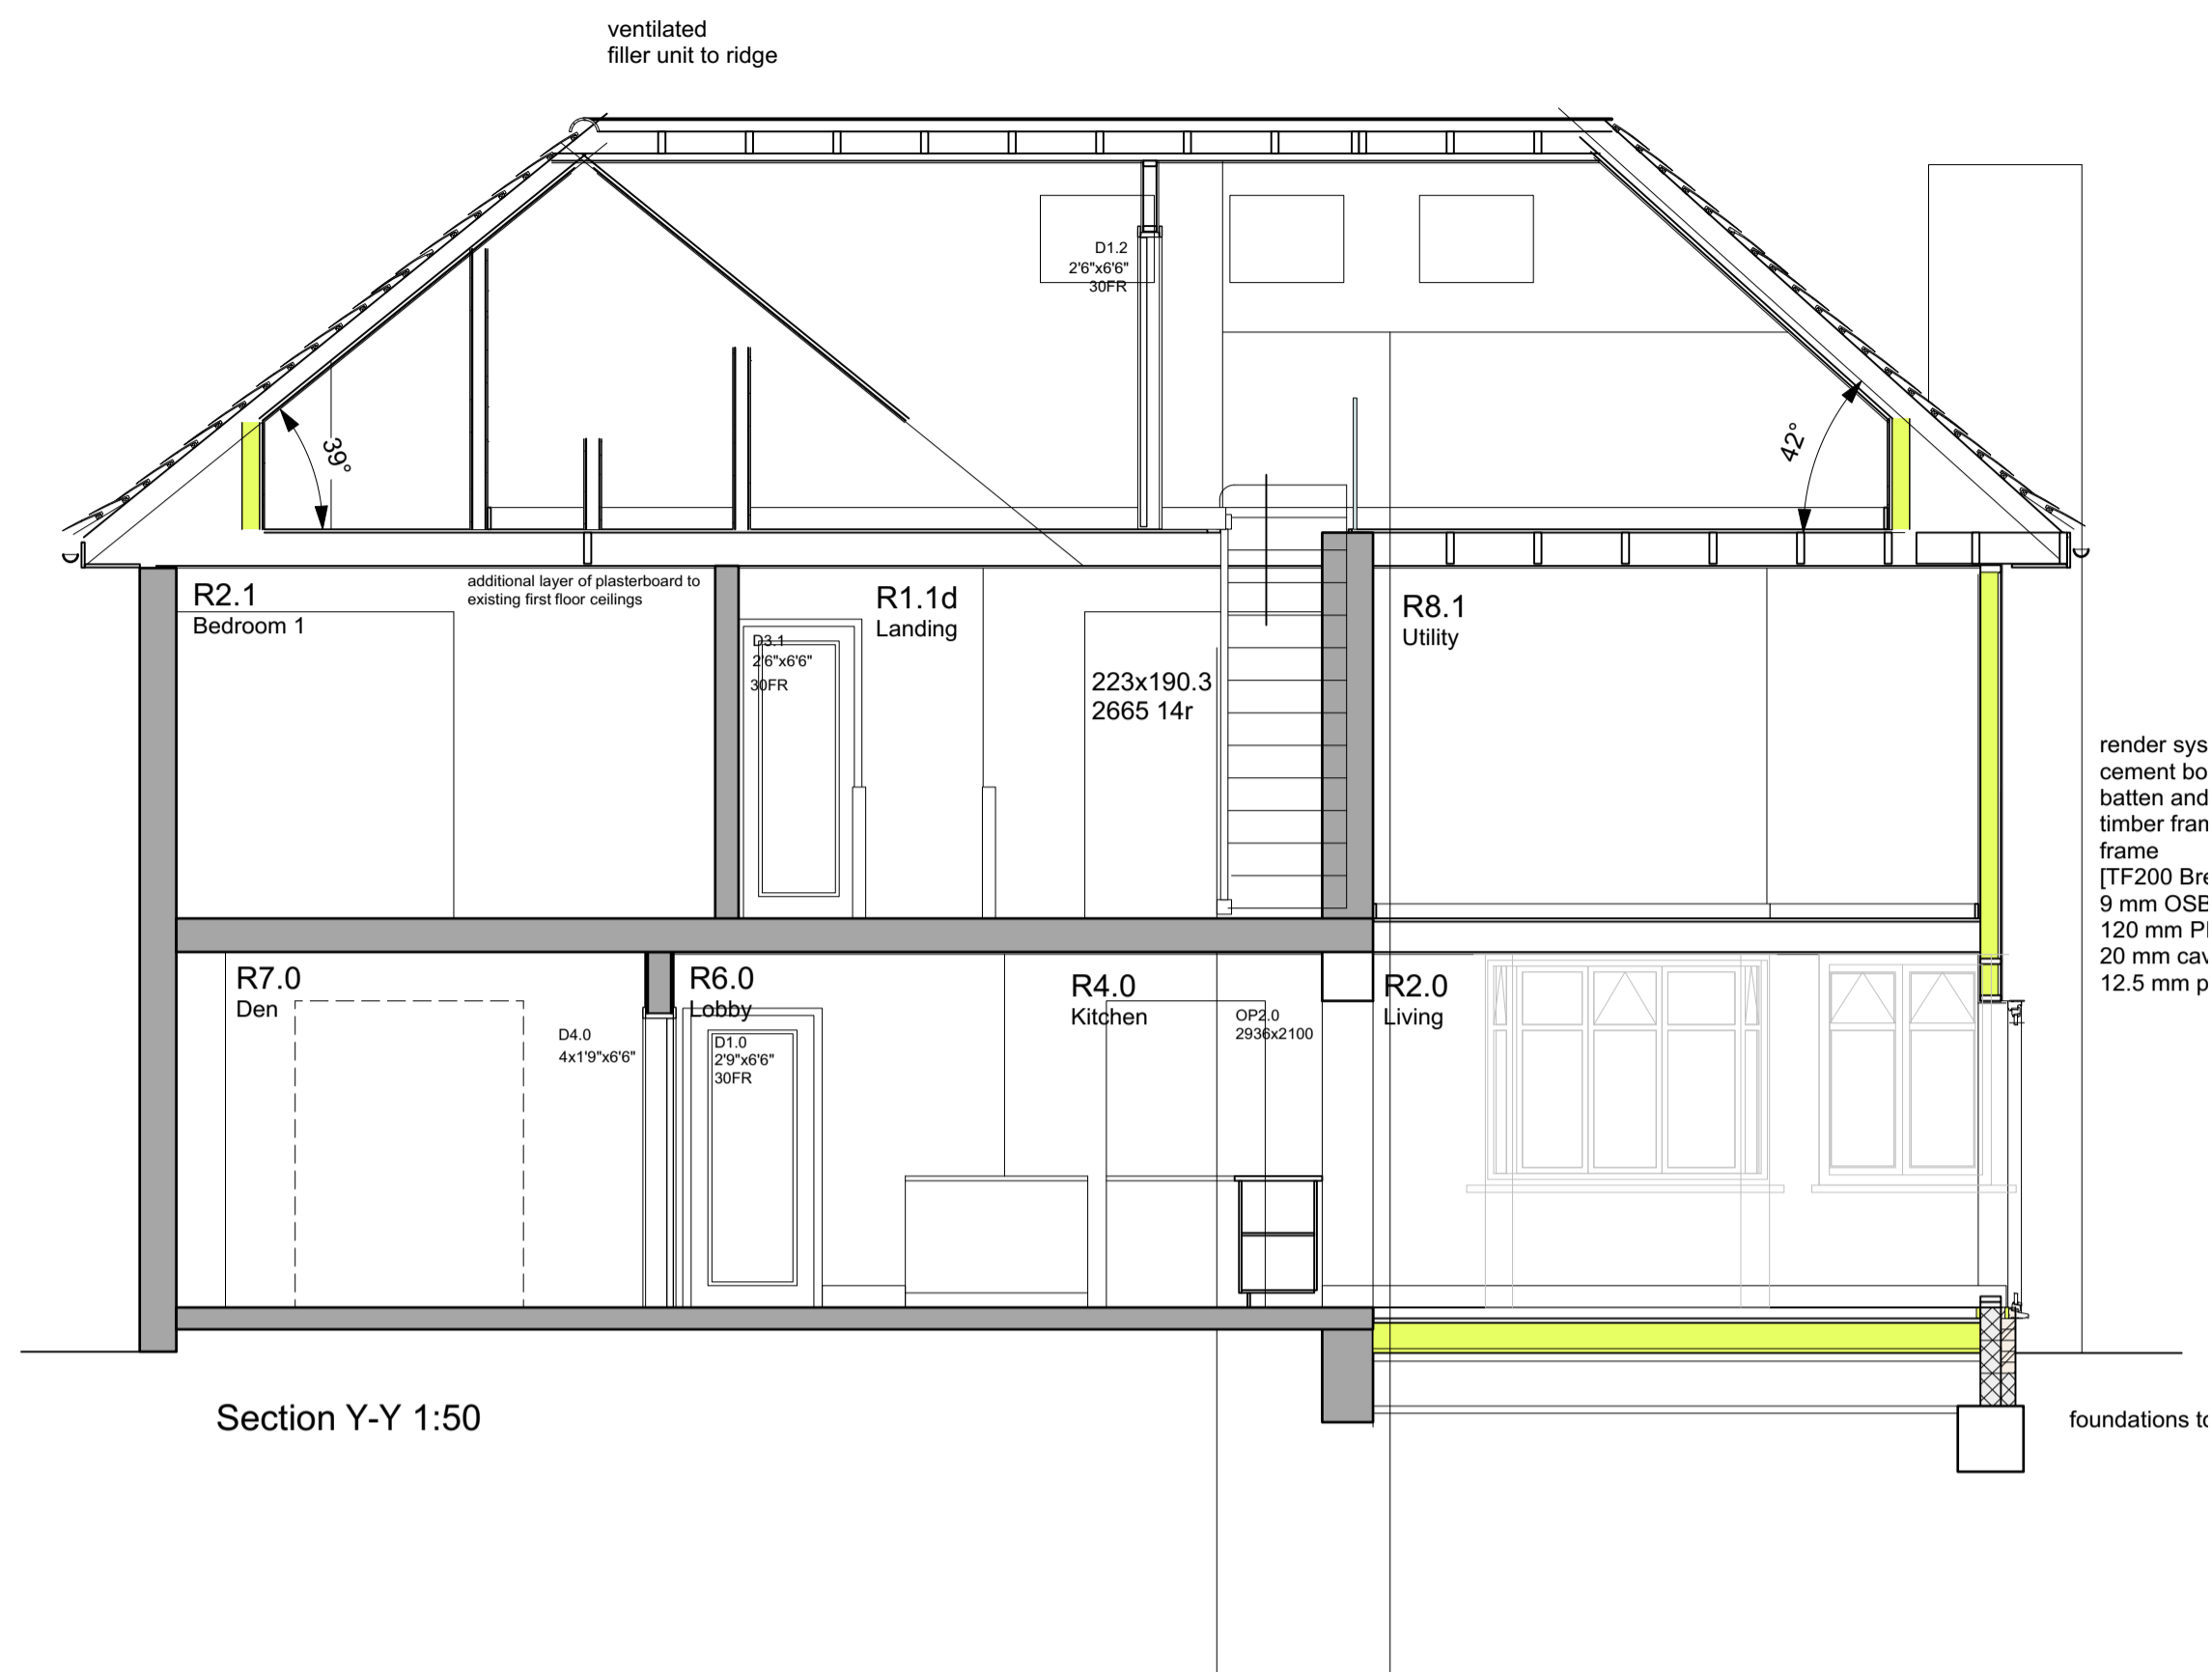 ventilated
filler unit to ridge
D1.2
2'6"x6'6"
30FR
39°
42°
R2.1
Bedroom 1
additional layer of plasterboard to
existing first floor ceilings
R1.1d
Landing
D3.1
2'6"x6'6"
30FR
223x190.3
2665 14r
R8.1
Utility
render sys
cement bo
batten and
timber fran
frame
[TF200 Bre
9 mm OSB
120 mm PI
20 mm cav
12.5 mm p
R7.0
Den
D4.0
4x1'9"x6'6"
R6.0
Lobby
D1.0
2'9"x6'6"
30FR
R4.0
Kitchen
OP2.0
2936x2100
R2.0
Living
Section Y-Y 1:50
foundations to